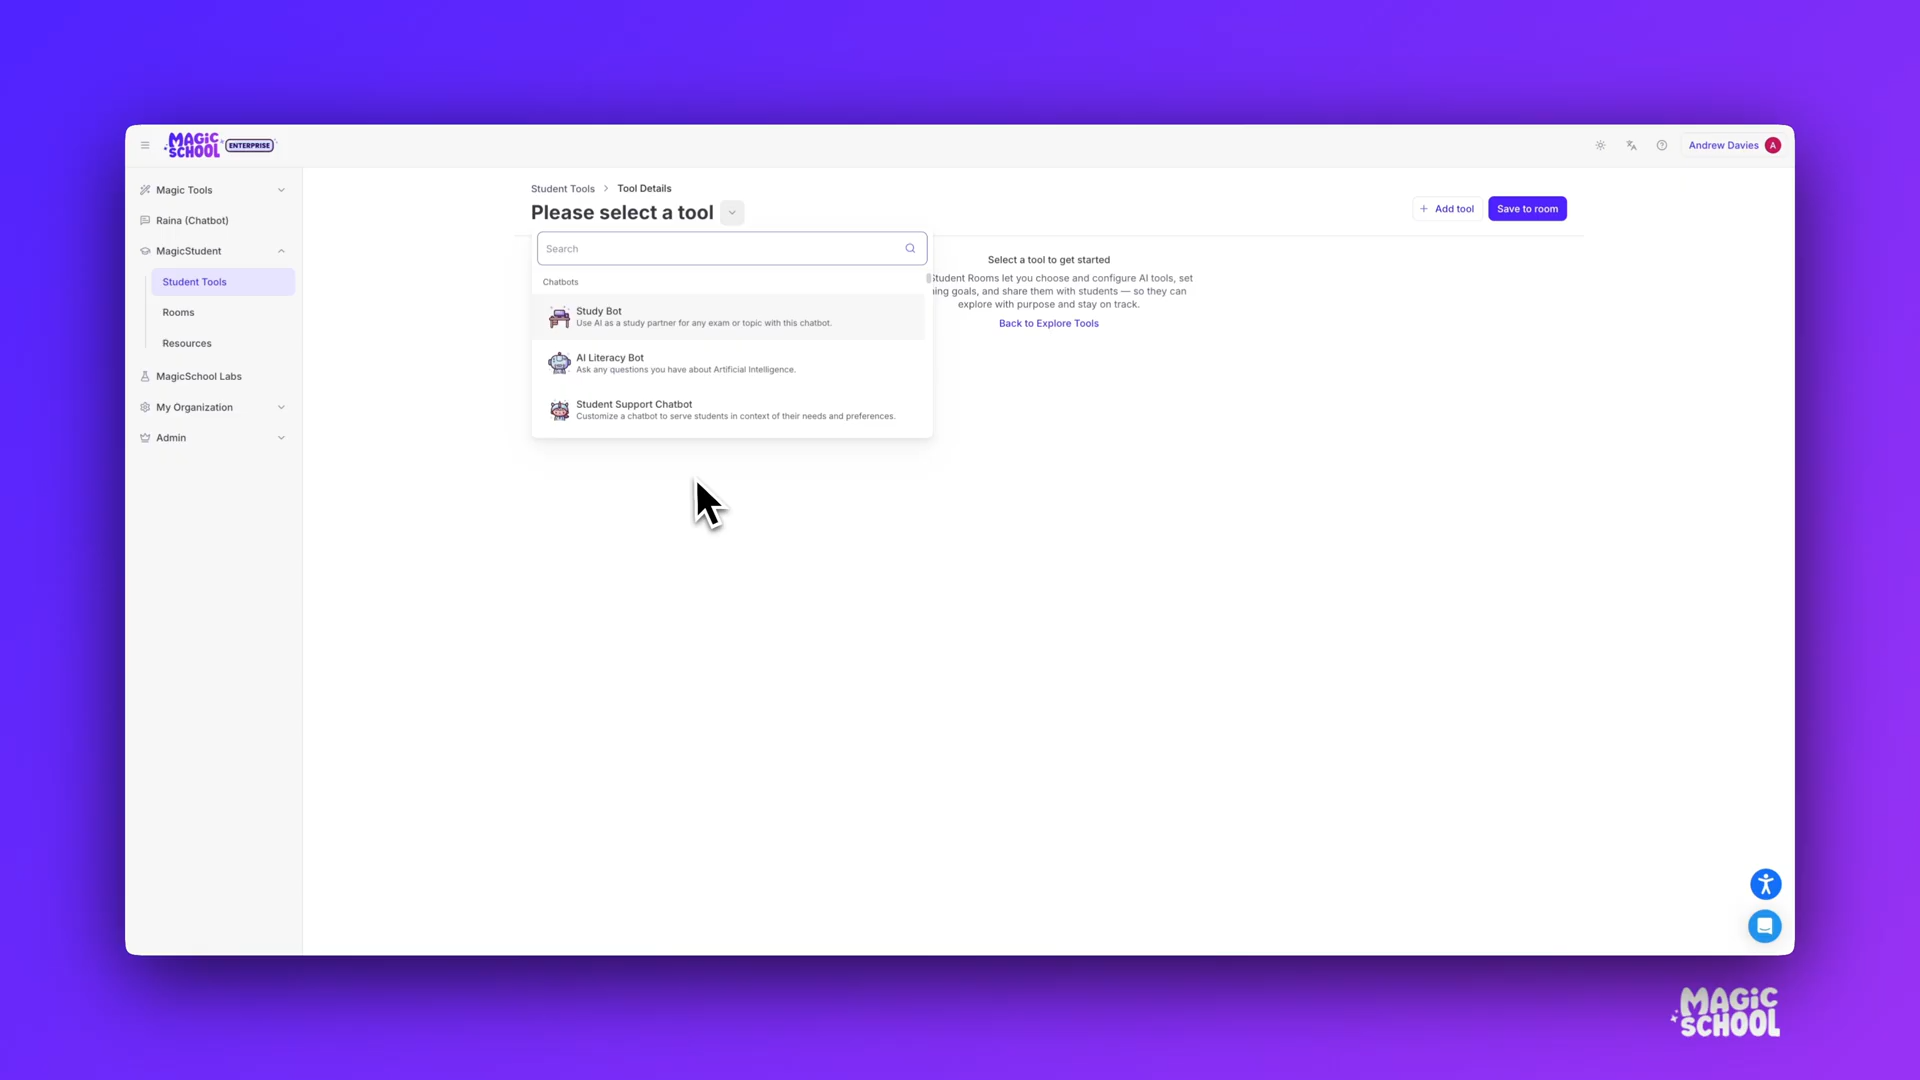 MAGIC SCHOOL ENTERPRISE
Andrew Davies A
Magic Tools
Raina (Chatbot)
MagicStudent
Student Tools
Rooms
Resources
MagicSchool Labs
My Organization
Admin
Student Tools > Tool Details
Please select a tool
+ Add tool
Save to room
Search
Chatbots
Study Bot
Use AI as a study partner for any exam or topic with this chatbot.
AI Literacy Bot
Ask any questions you have about Artificial Intelligence.
Student Support Chatbot
Customize a chatbot to serve students in context of their needs and preferences.
Select a tool to get started
Student Rooms let you choose and configure AI tools, set
ing goals, and share them with students — so they can
explore with purpose and stay on track.
Back to Explore Tools
MAGIC
SCHOOL